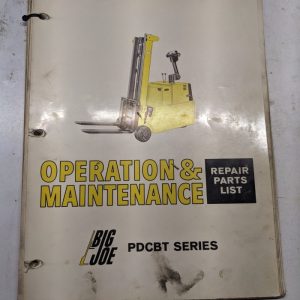 OPERATION &
MAINTENANCE
REPAIR
PARTS
LIST
BIG
JOE
PDCBT SERIES